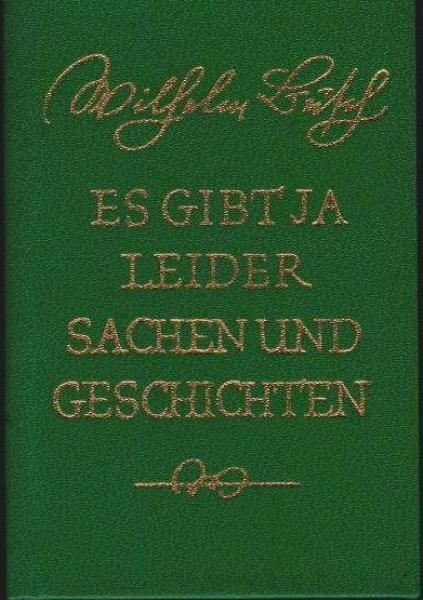 Wilhelm Busch
ES GIBT JA
LEIDER
SACHEN UND
GESCHICHTEN